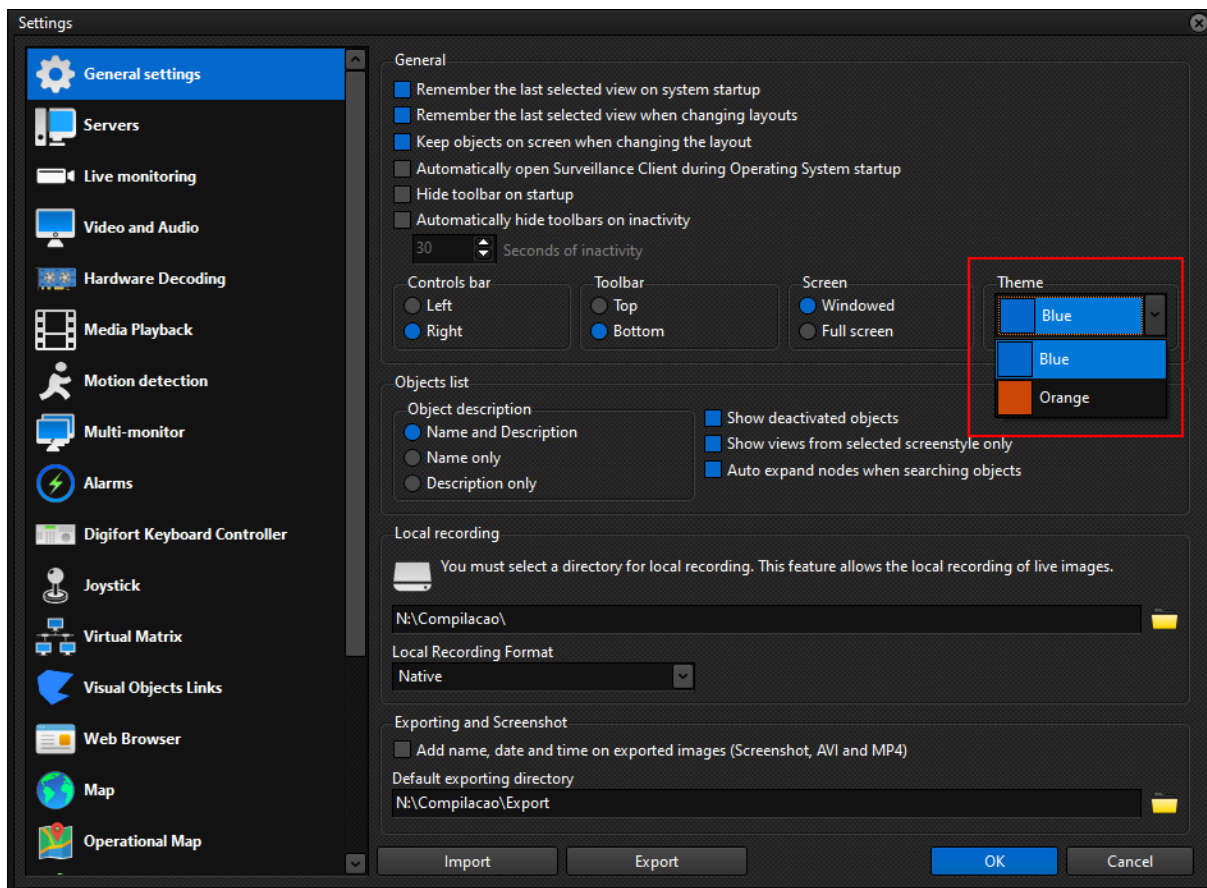 Settings
General settings
Servers
Live monitoring
Video and Audio
Hardware Decoding
Media Playback
Motion detection
Multi-monitor
Alarms
Digifort Keyboard Controller
Joystick
Virtual Matrix
Visual Objects Links
Web Browser
Map
Operational Map
General
Remember the last selected view on system startup
Remember the last selected view when changing layouts
Keep objects on screen when changing the layout
Automatically open Surveillance Client during Operating System startup
Hide toolbar on startup
Automatically hide toolbars on inactivity
30 Seconds of inactivity
Controls bar
Left
Right
Toolbar
Top
Bottom
Screen
Windowed
Full screen
Theme
Blue
Blue
Orange
Objects list
Object description
Name and Description
Name only
Description only
Show deactivated objects
Show views from selected screenstyle only
Auto expand nodes when searching objects
Local recording
You must select a directory for local recording. This feature allows the local recording of live images.
N:\Compilacao\
Local Recording Format
Native
Exporting and Screenshot
Add name, date and time on exported images (Screenshot, AVI and MP4)
Default exporting directory
N:\Compilacao\Export
Import
Export
OK
Cancel